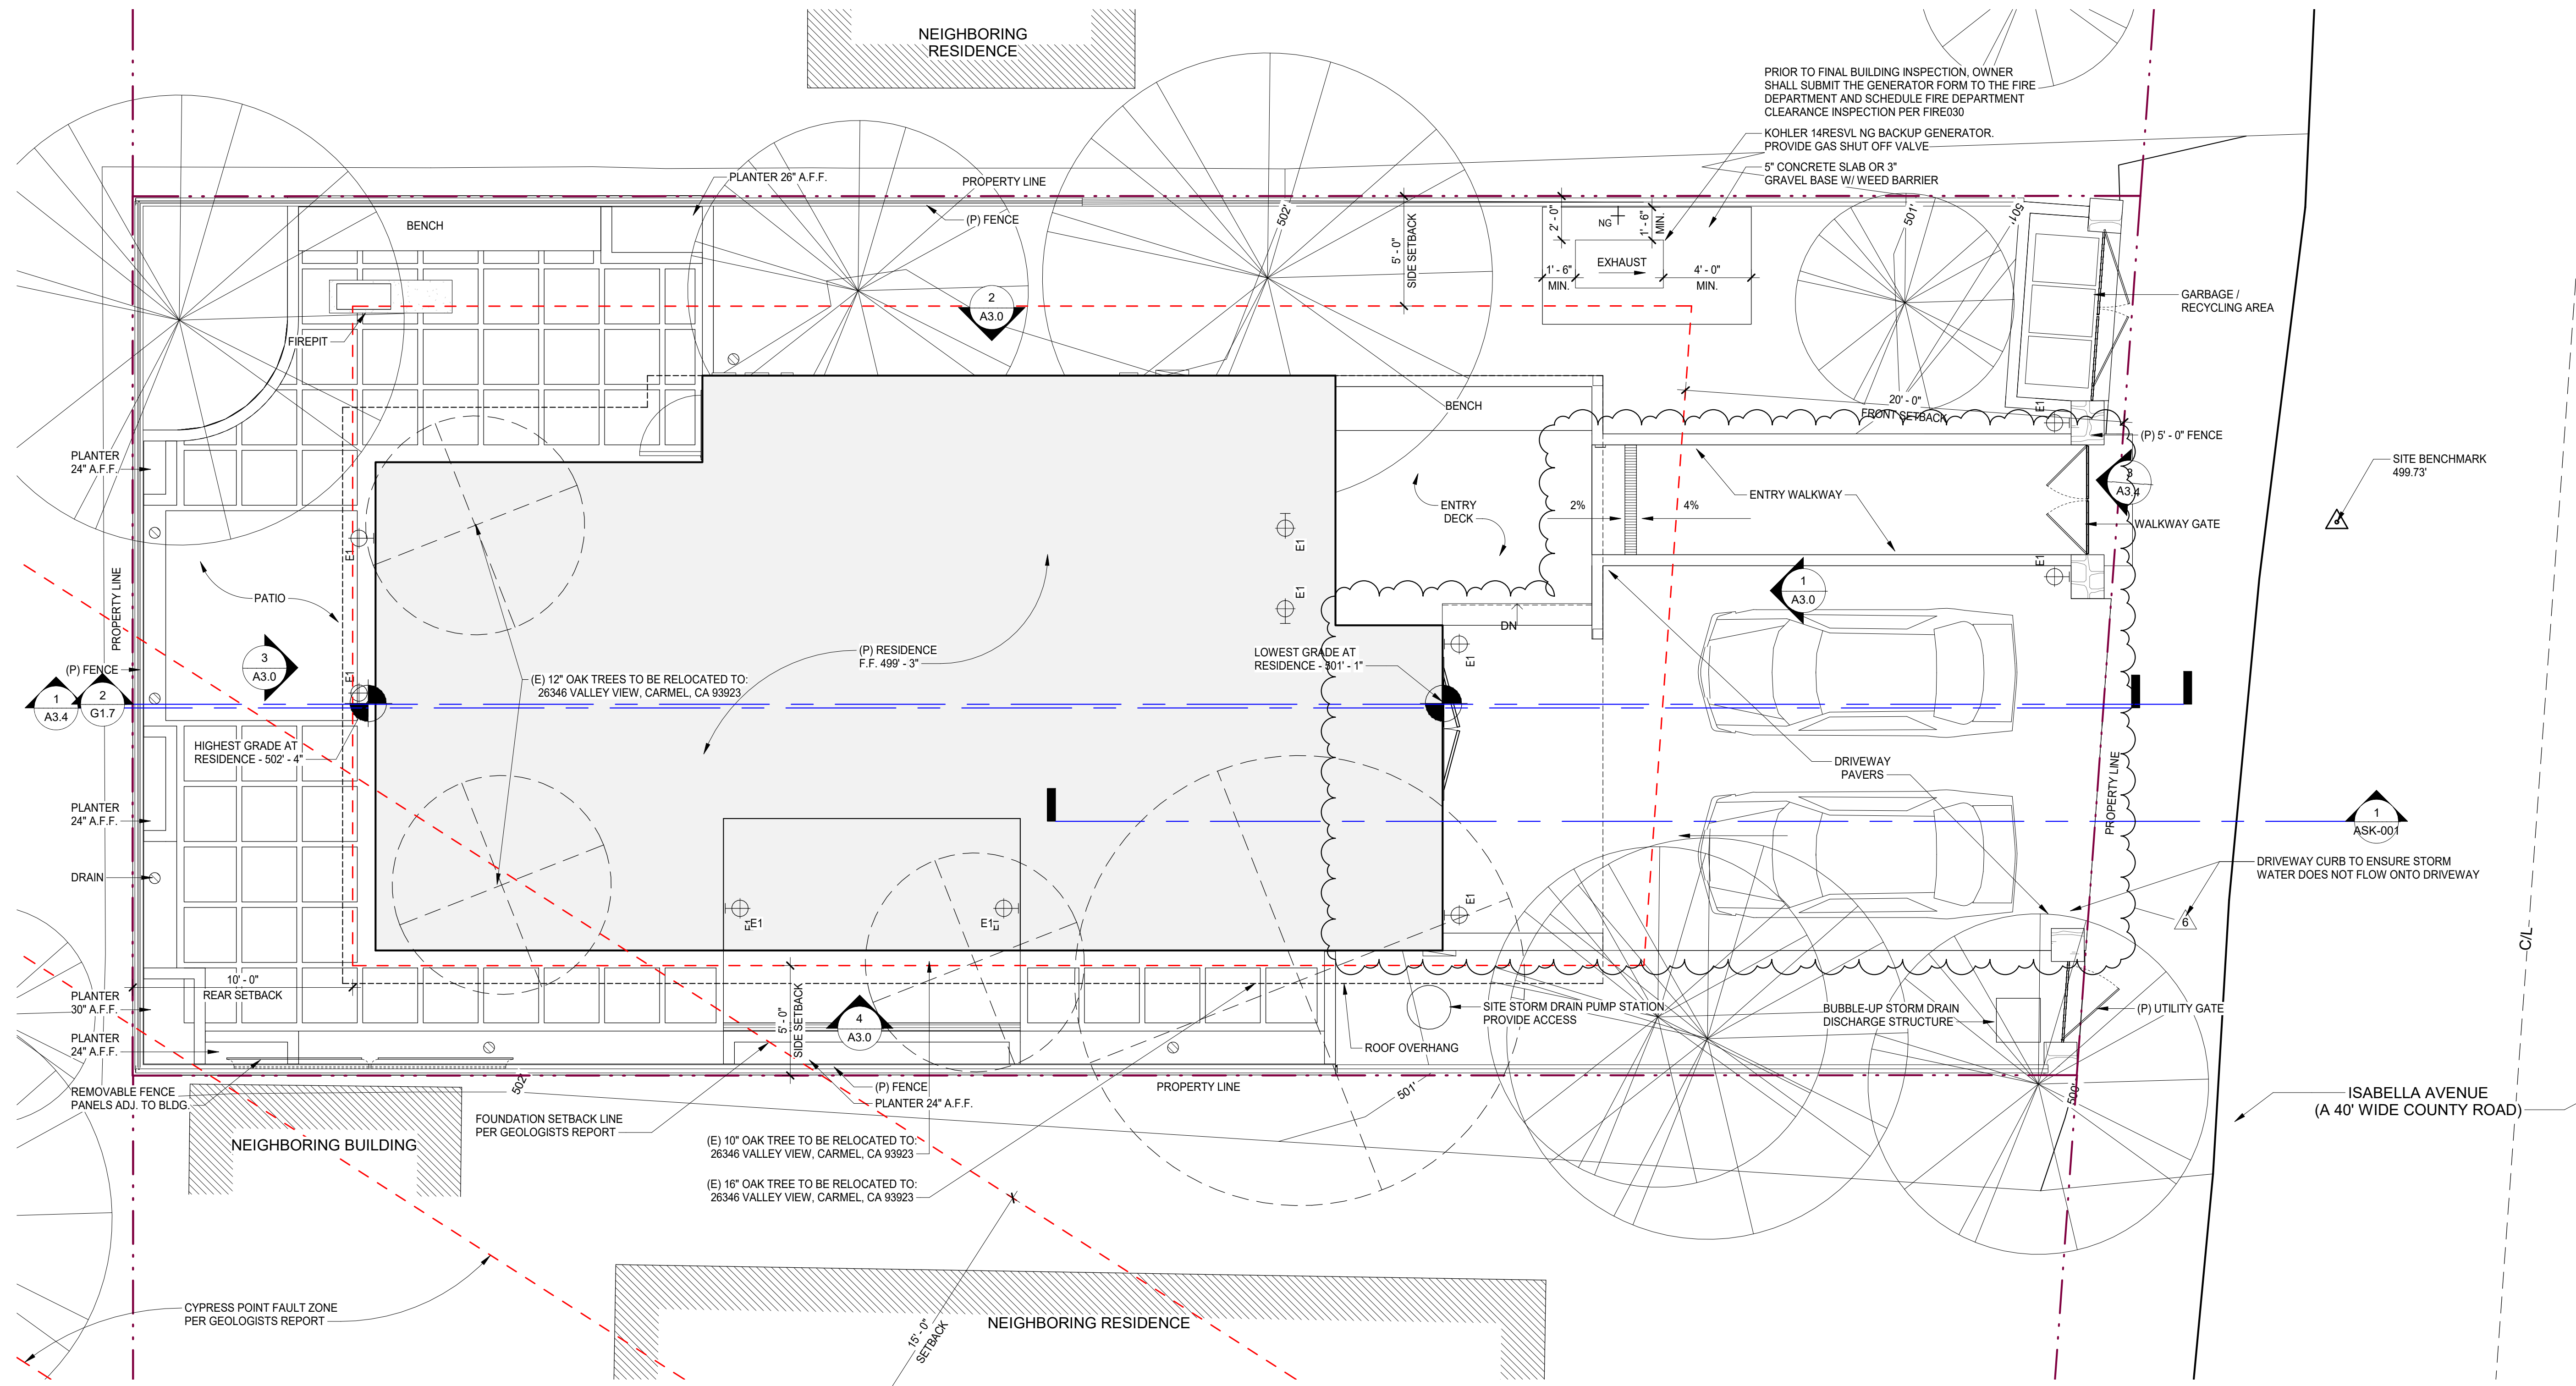 NEIGHBORING
RESIDENCE
PRIOR TO FINAL BUILDING INSPECTION, OWNER
SHALL SUBMIT THE GENERATOR FORM TO THE FIRE
DEPARTMENT AND SCHEDULE FIRE DEPARTMENT
CLEARANCE INSPECTION PER FIRE030
KOHLER 14RESVL NG BACKUP GENERATOR.
PROVIDE GAS SHUT OFF VALVE
5" CONCRETE SLAB OR 3"
GRAVEL BASE W/ WEED BARRIER
PLANTER 26" A.F.F.
PROPERTY LINE
(P) FENCE
BENCH
502'
5' - 0"
SIDE SETBACK
2' - 0"
NG
1' - 6"
MIN.
EXHAUST
1' - 6"
MIN.
4' - 0"
MIN.
501'
501'
GARBAGE /
RECYCLING AREA
2
A3.0
FIREPIT
BENCH
20' - 0"
FRONT SETBACK
E1
(P) 5' - 0" FENCE
PLANTER
24" A.F.F.
3
A3.4
SITE BENCHMARK
499.73'
ENTRY
DECK
2%
4%
ENTRY WALKWAY
WALKWAY GATE
E1
E1
E1
E1
PROPERTY LINE
PATIO
1
A3.0
DN
(P) RESIDENCE
F.F. 499' - 3"
LOWEST GRADE AT
RESIDENCE - 501' - 1"
E1
3
A3.0
(P) FENCE
E1
(E) 12" OAK TREES TO BE RELOCATED TO:
26346 VALLEY VIEW, CARMEL, CA 93923
1
A3.4
2
G1.7
HIGHEST GRADE AT
RESIDENCE - 502' - 4"
DRIVEWAY
PAVERS
PROPERTY LINE
PLANTER
24" A.F.F.
1
ASK-001
DRAIN
DRIVEWAY CURB TO ENSURE STORM
WATER DOES NOT FLOW ONTO DRIVEWAY
E1
E1
E1
E1
E1
6
C/L
10' - 0"
REAR SETBACK
PLANTER
30" A.F.F.
5' - 0"
SIDE SETBACK
4
A3.0
SITE STORM DRAIN PUMP STATION
PROVIDE ACCESS
BUBBLE-UP STORM DRAIN
DISCHARGE STRUCTURE
(P) UTILITY GATE
PLANTER
24" A.F.F.
ROOF OVERHANG
REMOVABLE FENCE
PANELS ADJ. TO BLDG.
502'
(P) FENCE
PLANTER 24" A.F.F.
PROPERTY LINE
501'
500'
ISABELLA AVENUE
(A 40' WIDE COUNTY ROAD)
FOUNDATION SETBACK LINE
PER GEOLOGISTS REPORT
NEIGHBORING BUILDING
(E) 10" OAK TREE TO BE RELOCATED TO:
26346 VALLEY VIEW, CARMEL, CA 93923
(E) 16" OAK TREE TO BE RELOCATED TO:
26346 VALLEY VIEW, CARMEL, CA 93923
CYPRESS POINT FAULT ZONE
PER GEOLOGISTS REPORT
15' - 0"
SETBACK
NEIGHBORING RESIDENCE